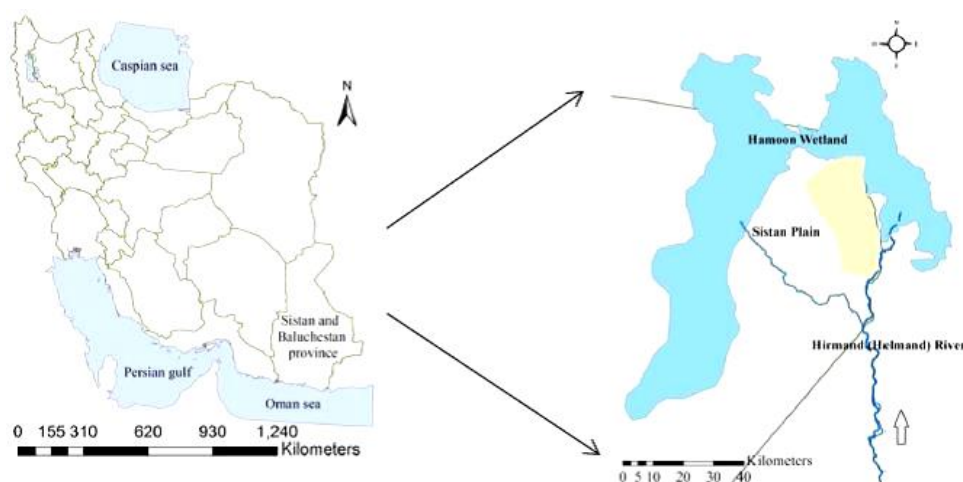 Caspian sea
N
Sistan and
Baluchestan
province
Persian gulf
Oman sea
0 155 310 620 930 1,240
Kilometers
Hamoon Wetland
Sistan Plain
Hirmand (Helmand) River
Kilometers
0 5 10 20 30 40